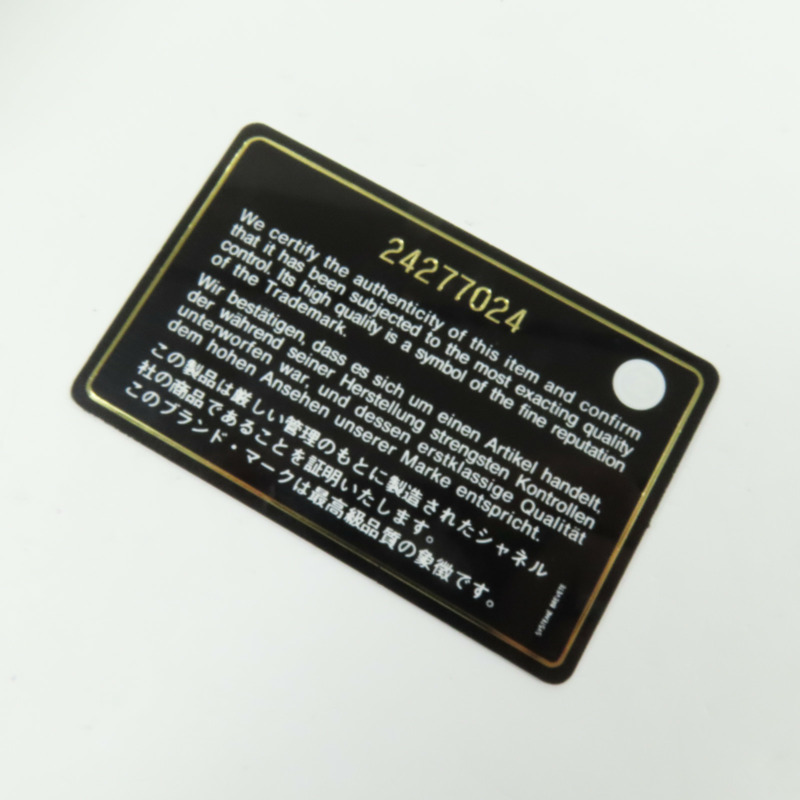 24277024
We certify the authenticity of this item and confirm
that it has been subjected to the most exacting quality
control. Its high quality is a symbol of the fine reputation
of the Trademark.
Wir bestätigen, dass es sich um einen Artikel handelt,
der während seiner Herstellung strengsten Kontrollen
unterworfen war, und dessen erstklassige Qualität
dem hohen Ansehen unserer Marke entspricht.
この製品は厳しい管理のもとに製造されたシャネル
社の商品であることを証明いたします。
このブランド・マークは最高級品質の象徴です。
SYSTEME BREVETE